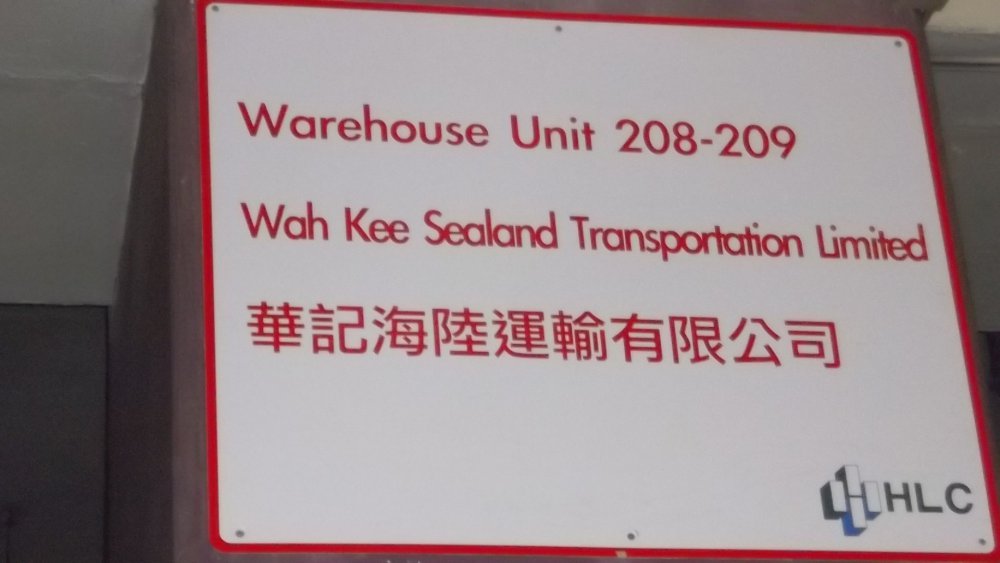 Warehouse Unit 208-209
Wah Kee Sealand Transportation Limited
華記海陸運輸有限公司
HLC